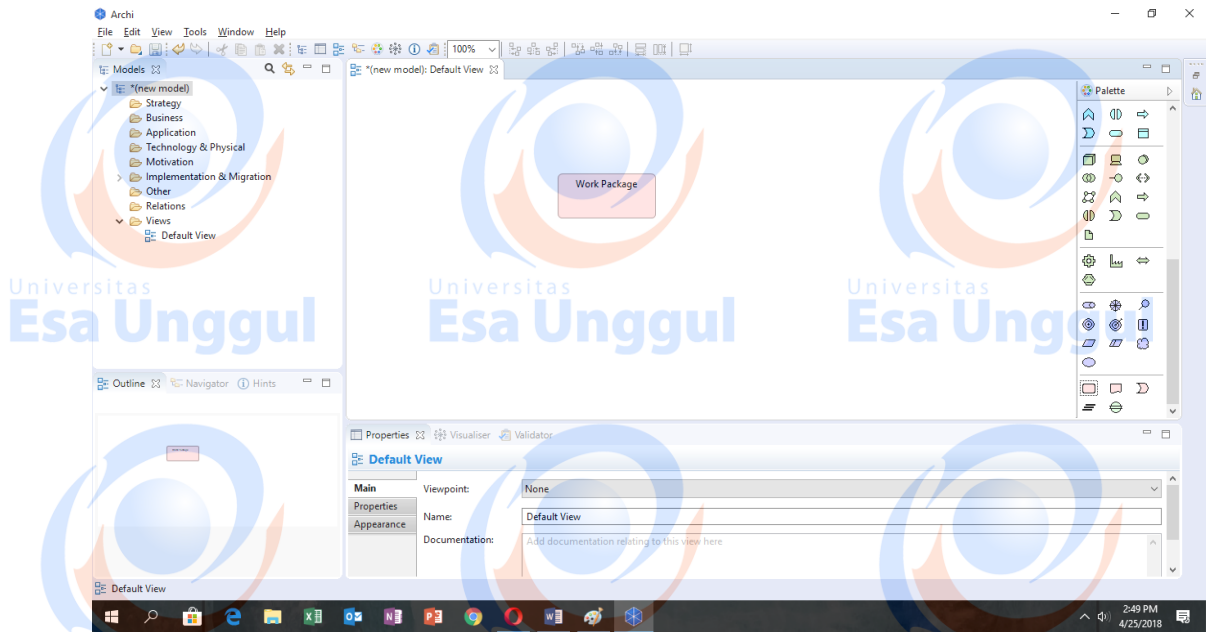 Archi
File Edit View Tools Window Help
100%
Models
*(new model)
Strategy
Business
Application
Technology & Physical
Motivation
Implementation & Migration
Other
Relations
Views
Default View
*(new model): Default View
Work Package
Palette
Universitas
Esa Unggul
Universitas
Esa Unggul
Universitas
Esa Unggul
Outline Navigator Hints
Properties Visualiser Validator
Default View
Main
Properties
Appearance
Viewpoint: None
Name: Default View
Documentation: Add documentation relating to this view here
Default View
2:49 PM
4/25/2018